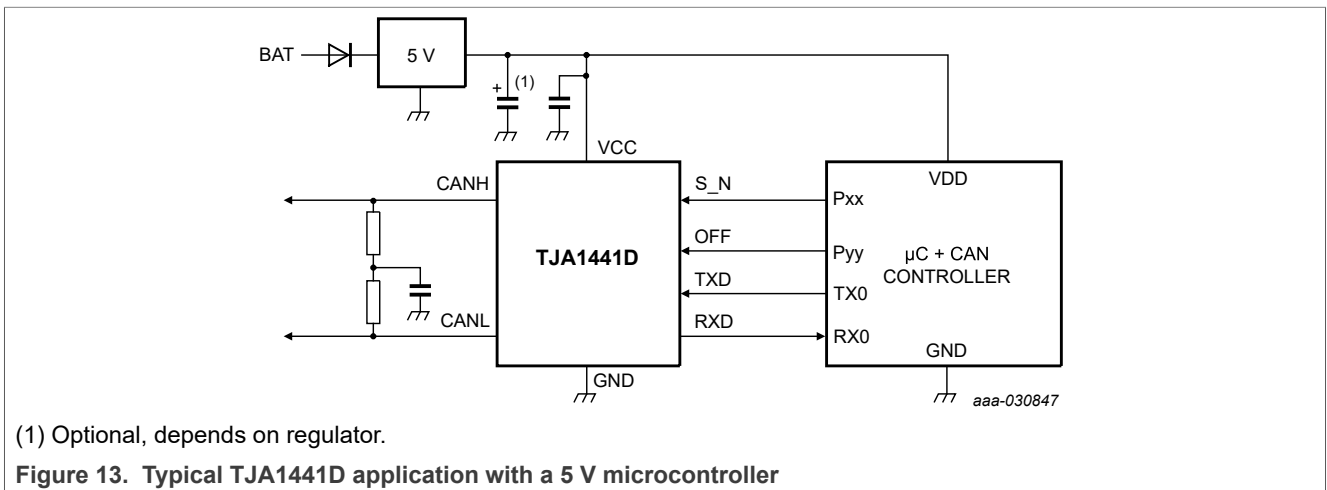 BAT
5 V
+
(1)
VCC
CANH
S_N
Pxx
VDD
OFF
Pyy
TJA1441D
µC + CAN
CONTROLLER
TXD
TX0
CANL
RXD
RX0
GND
GND
aaa-030847
(1) Optional, depends on regulator.
Figure 13. Typical TJA1441D application with a 5 V microcontroller